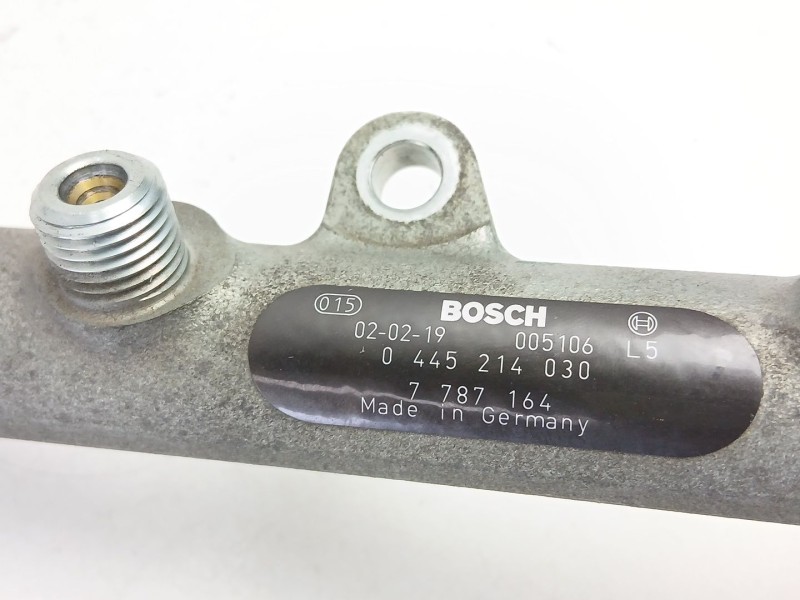 015 BOSCH
02-02-19 005106 L5
0 445 214 030
7 787 164
Made in Germany